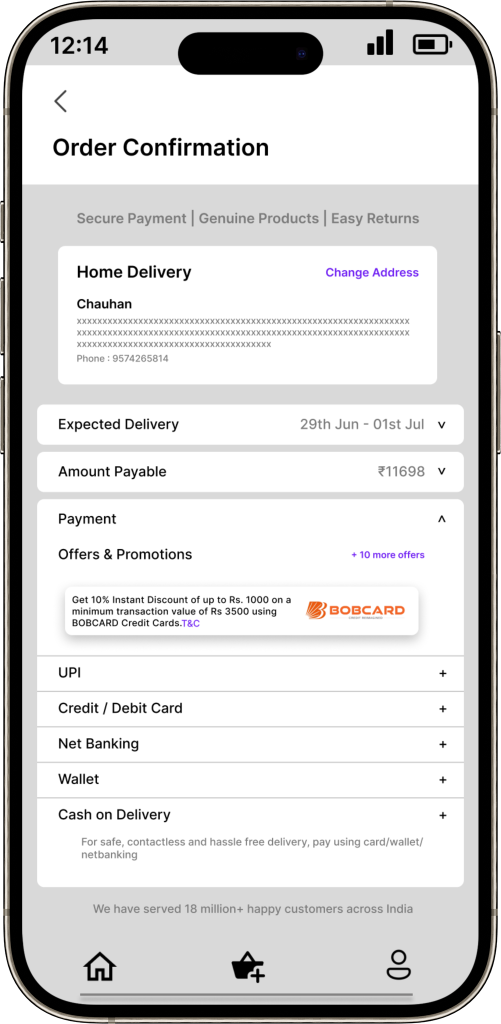 12:14
Order Confirmation
Secure Payment | Genuine Products | Easy Returns
Home Delivery
Change Address
Chauhan
Phone : 9574265814
Expected Delivery
29th Jun - 01st Jul
Amount Payable
₹11698
Payment
Offers & Promotions
+ 10 more offers
Get 10% Instant Discount of up to Rs. 1000 on a
minimum transaction value of Rs 3500 using
BOBCARD Credit Cards.T&C
BOBCARD
UPI
+
Credit / Debit Card
+
Net Banking
+
Wallet
+
Cash on Delivery
+
For safe, contactless and hassle free delivery, pay using card/wallet/
netbanking
We have served 18 million+ happy customers across India